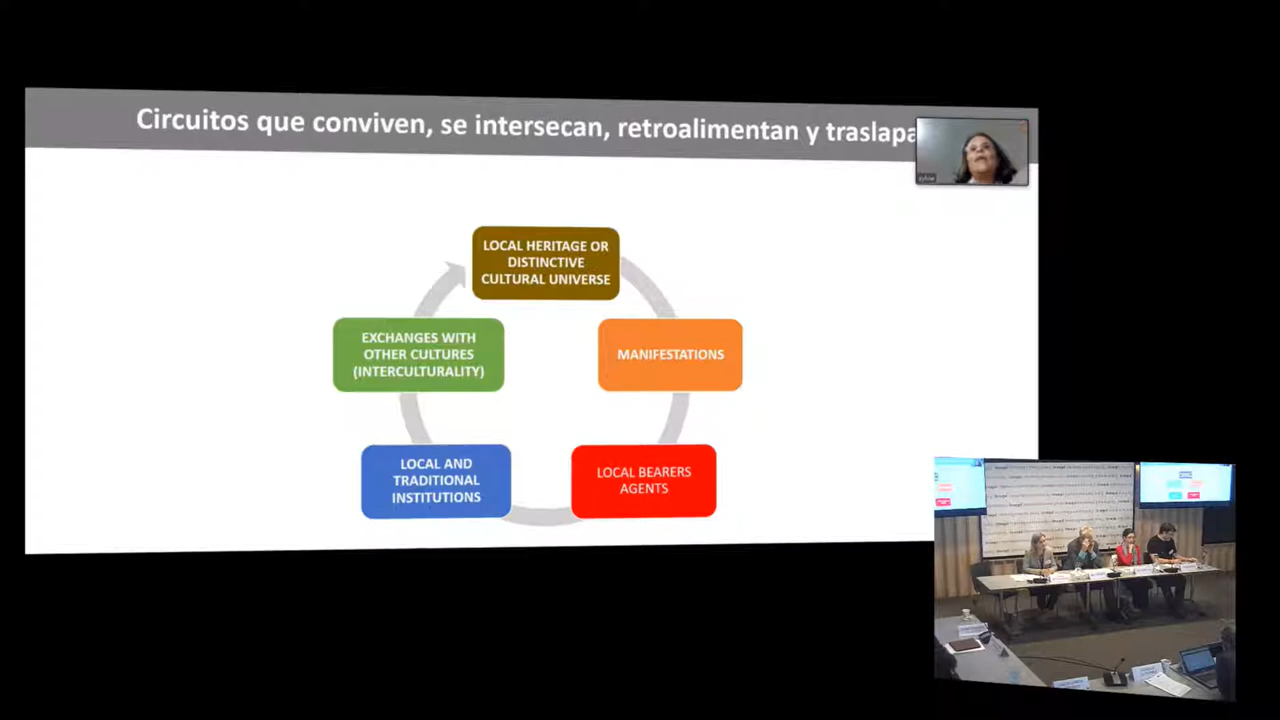 Circuitos que conviven, se intersecan, retroalimentan y traslapa
LOCAL HERITAGE OR
DISTINCTIVE
CULTURAL UNIVERSE
EXCHANGES WITH
OTHER CULTURES
(INTERCULTURALITY)
MANIFESTATIONS
LOCAL AND
TRADITIONAL
INSTITUTIONS
LOCAL BEARERS
AGENTS